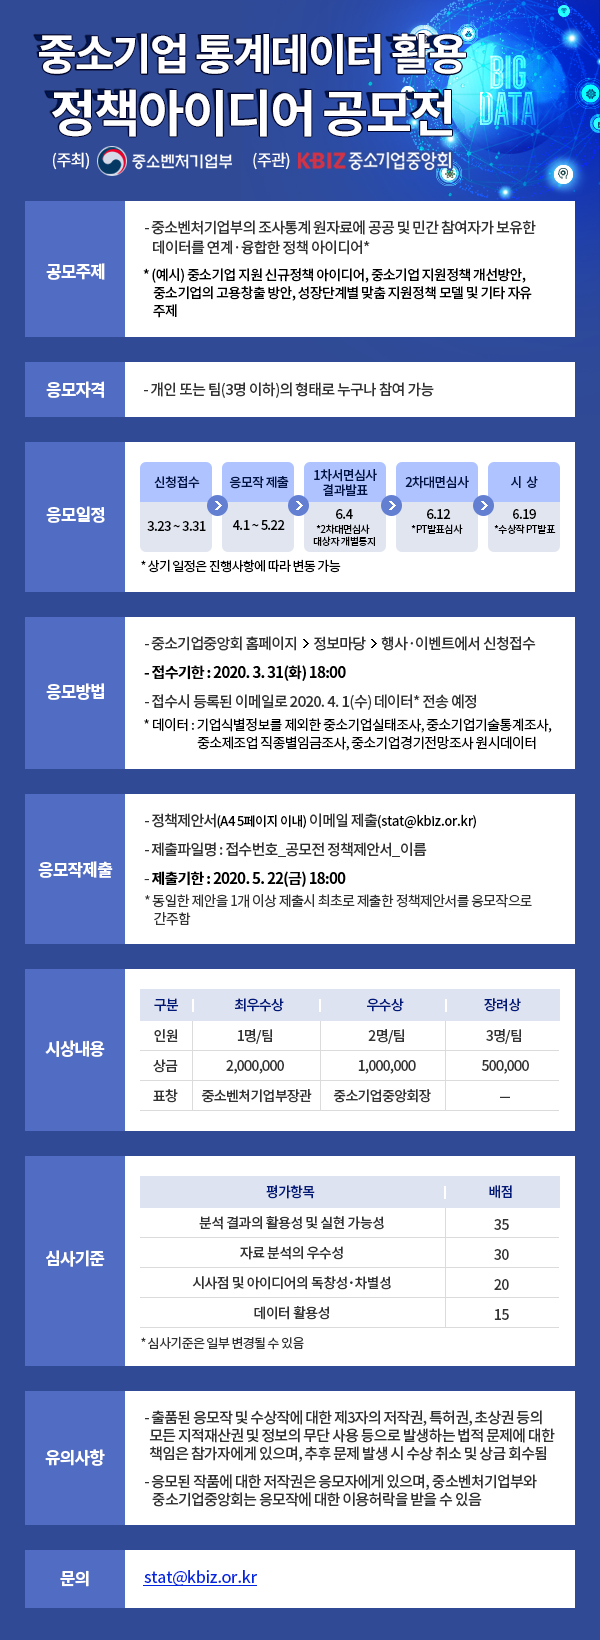 중소기업 통계데이터 활용
정책아이디어 공모전
BIG
DATA
(주최) 중소벤처기업부 (주관) KBIZ 중소기업중앙회
공모주제
- 중소벤처기업부의 조사통계 원자료에 공공 및 민간 참여자가 보유한
데이터를 연계·융합한 정책 아이디어*
* (예시) 중소기업 지원 신규정책 아이디어, 중소기업 지원정책 개선방안,
중소기업의 고용창출 방안, 성장단계별 맞춤 지원정책 모델 및 기타 자유
주제
응모자격
- 개인 또는 팀(3명 이하)의 형태로 누구나 참여 가능
응모일정
신청접수
3.23 ~ 3.31
응모작 제출
4.1 ~ 5.22
1차서면심사
결과발표
6.4
*2차대면심사
대상자 개별통지
2차대면심사
6.12
*PT발표심사
시 상
6.19
*수상작 PT발표
* 상기 일정은 진행사항에 따라 변동 가능
응모방법
- 중소기업중앙회 홈페이지 > 정보마당 > 행사·이벤트에서 신청접수
- 접수기한 : 2020. 3. 31(화) 18:00
- 접수시 등록된 이메일로 2020. 4. 1(수) 데이터* 전송 예정
* 데이터 : 기업식별정보를 제외한 중소기업실태조사, 중소기업기술통계조사,
중소제조업 직종별임금조사, 중소기업경기전망조사 원시데이터
응모작제출
- 정책제안서(A4 5페이지 이내) 이메일 제출(stat@kbiz.or.kr)
- 제출파일명 : 접수번호_공모전 정책제안서_이름
- 제출기한 : 2020. 5. 22(금) 18:00
* 동일한 제안을 1개 이상 제출시 최초로 제출한 정책제안서를 응모작으로
간주함
시상내용
구분 최우수상 우수상 장려상
인원 1명/팀 2명/팀 3명/팀
상금 2,000,000 1,000,000 500,000
표창 중소벤처기업부장관 중소기업중앙회장 —
심사기준
평가항목 배점
분석 결과의 활용성 및 실현 가능성 35
자료 분석의 우수성 30
시사점 및 아이디어의 독창성·차별성 20
데이터 활용성 15
* 심사기준은 일부 변경될 수 있음
유의사항
- 출품된 응모작 및 수상작에 대한 제3자의 저작권, 특허권, 초상권 등의
모든 지적재산권 및 정보의 무단 사용 등으로 발생하는 법적 문제에 대한
책임은 참가자에게 있으며, 추후 문제 발생 시 수상 취소 및 상금 회수됨
- 응모된 작품에 대한 저작권은 응모자에게 있으며, 중소벤처기업부와
중소기업중앙회는 응모작에 대한 이용허락을 받을 수 있음
문의
stat@kbiz.or.kr